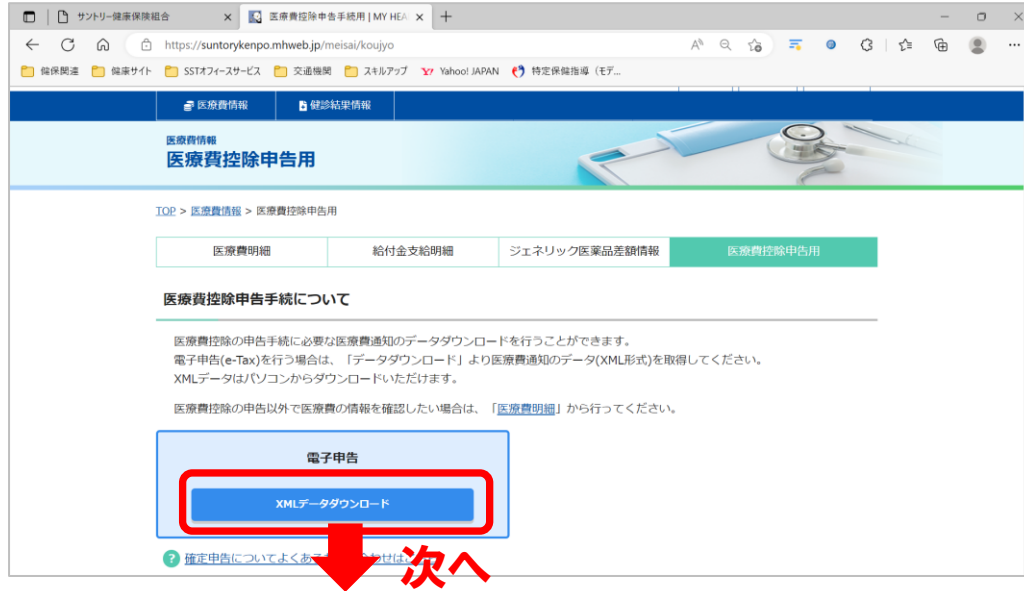 サントリー健康保険組合
医療費控除申告手続用 | MY HEA
https://suntorykenpo.mhweb.jp/meisai/koujyo
健保関連
健康サイト
SSTオフィースサービス
交通機関
スキルアップ
Yahoo! JAPAN
特定保健指導（モデ...
医療費情報
健診結果情報
医療費情報
医療費控除申告用
TOP > 医療費情報 > 医療費控除申告用
医療費明細
給付金支給明細
ジェネリック医薬品差額情報
医療費控除申告用
医療費控除申告手続について
医療費控除の申告手続に必要な医療費通知のデータダウンロードを行うことができます。
電子申告(e-Tax)を行う場合は、「データダウンロード」より医療費通知のデータ(XML形式)を取得してください。
XMLデータはパソコンからダウンロードいただけます。
医療費控除の申告以外で医療費の情報を確認したい場合は、「医療費明細」から行ってください。
電子申告
XMLデータダウンロード
確定申告についてよくある
次へ